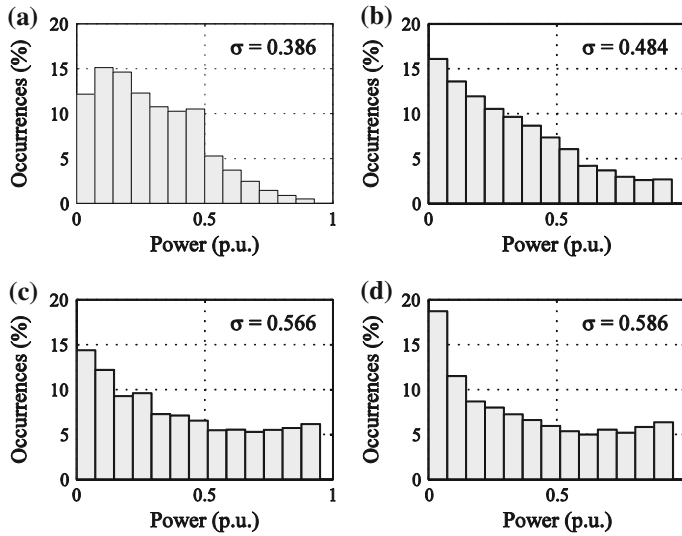 (a)
20
15
10
5
0
Occurrences (%)
σ = 0.386
0 0.5 1
Power (p.u.)
(b)
20
15
10
5
0
Occurrences (%)
σ = 0.484
0 0.5
Power (p.u.)
(c)
20
15
10
5
0
Occurrences (%)
σ = 0.566
0 0.5 1
Power (p.u.)
(d)
20
15
10
5
0
Occurrences (%)
σ = 0.586
0 0.5
Power (p.u.)